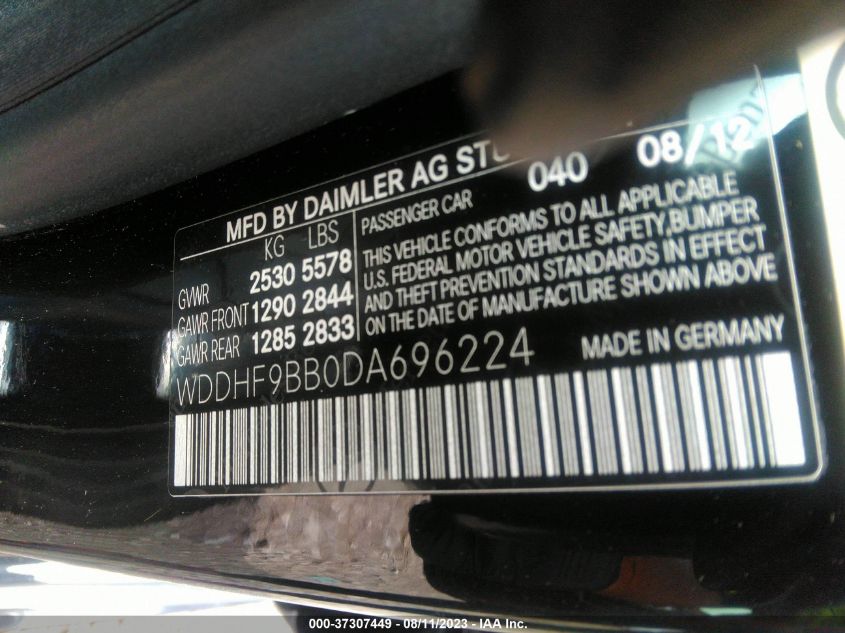 MFD BY DAIMLER AG
040 08/12
KG LBS
GVWR 2530 5578
GAWR FRONT 1290 2844
GAWR REAR 1285 2833
PASSENGER CAR
THIS VEHICLE CONFORMS TO ALL APPLICABLE
U.S. FEDERAL MOTOR VEHICLE SAFETY,BUMPER
AND THEFT PREVENTION STANDARDS IN EFFECT
ON THE DATE OF MANUFACTURE SHOWN ABOVE
WDDHF9BB0DA696224 MADE IN GERMANY
000-37307449 - 08/11/2023 - IAA Inc.